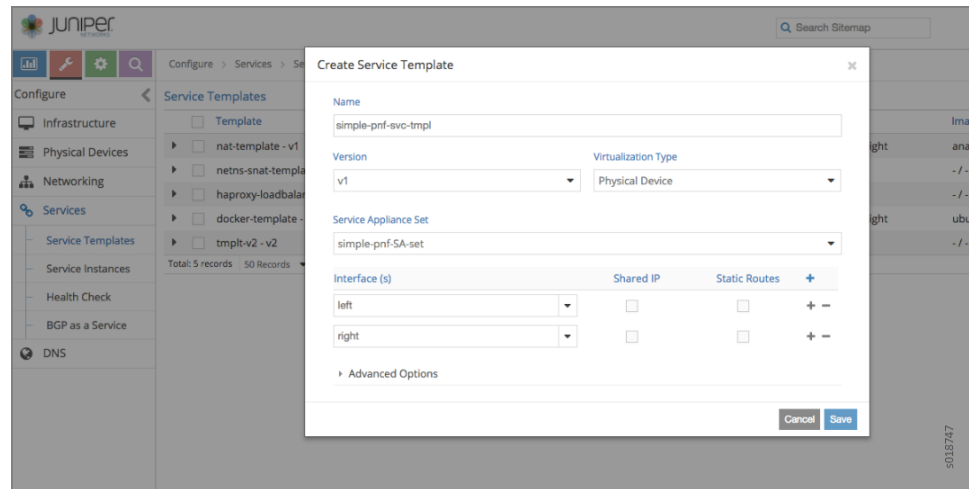 JUNIPER
NETWORKS
Search Sitemap
Configure > Services > Se
Create Service Template
Configure
Service Templates
Name
Infrastructure
Template
simple-pnf-svc-tmpl
Ima
Physical Devices
nat-template - v1
Version
Virtualization Type
ight
ana
netns-snat-templa
v1
Physical Device
- / -
Networking
haproxy-loadbalan
- / -
Services
docker-template -
Service Appliance Set
ight
ubu
Service Templates
tmplt-v2 - v2
simple-pnf-SA-set
- / -
Total: 5 records 50 Records
Service Instances
Interface (s)
Shared IP
Static Routes
+
Health Check
left
+ −
BGP as a Service
right
+ −
DNS
Advanced Options
Cancel
Save
s018747